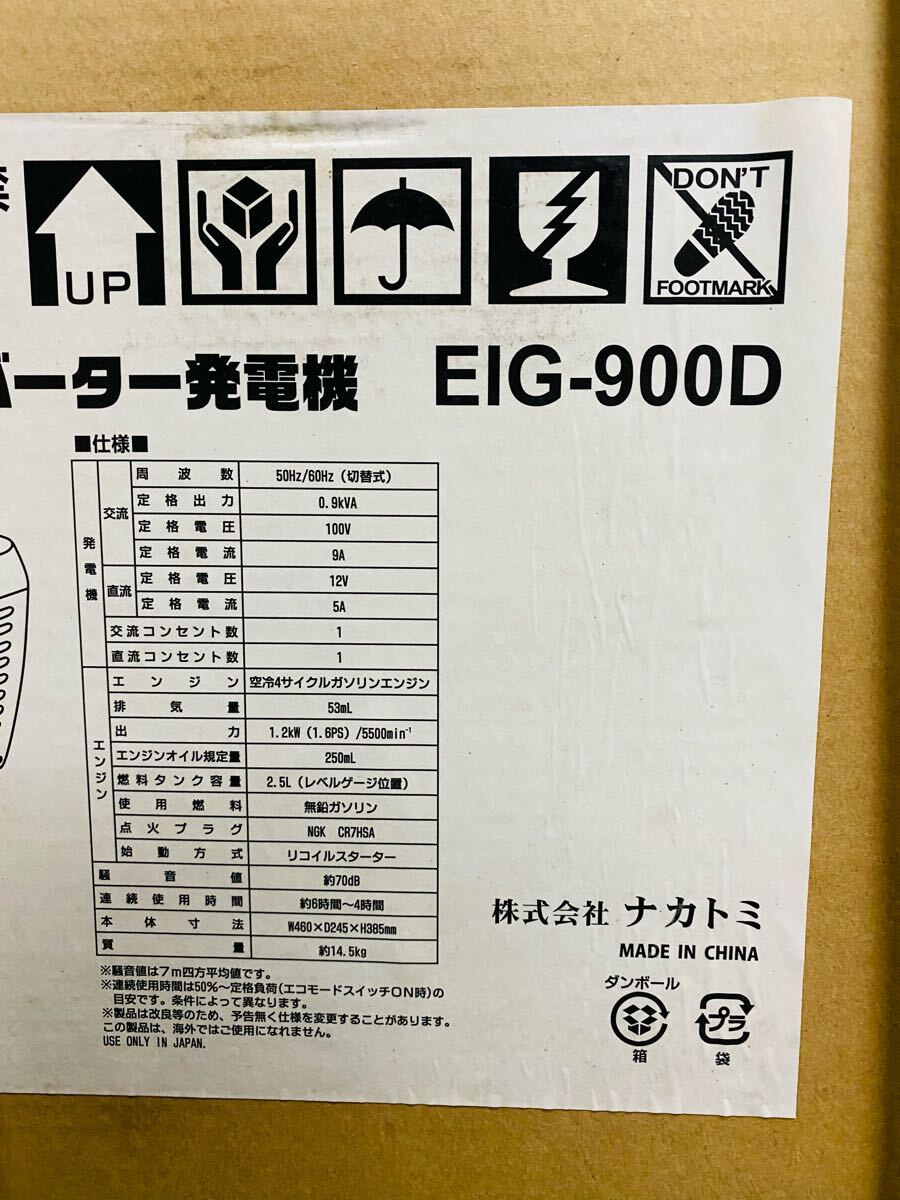 禁
UP
DON'T
FOOTMARK
バーター発電機 EIG-900D
■仕様■
発電機
交流
周波数 50Hz/60Hz (切替式)
定格出力 0.9kVA
定格電圧 100V
定格電流 9A
直流
定格電圧 12V
定格電流 5A
交流コンセント数 1
直流コンセント数 1
エンジン
エンジン 空冷4サイクルガソリンエンジン
排気量 53mL
出力 1.2kW (1.6PS) /5500min⁻¹
エンジンオイル規定量 250mL
燃料タンク容量 2.5L (レベルゲージ位置)
使用燃料 無鉛ガソリン
点火プラグ NGK CR7HSA
始動方式 リコイルスターター
騒音値 約70dB
連続使用時間 約6時間〜4時間
本体寸法 W460×D245×H385mm
質量 約14.5kg
※騒音値は7m四方平均値です。
※連続使用時間は50%〜定格負荷(エコモードスイッチON時)の
目安です。条件によって異なります。
※製品は改良等のため、予告無く仕様を変更することがあります。
この製品は、海外ではご使用になれません。
USE ONLY IN JAPAN.
株式会社 ナカトミ
MADE IN CHINA
ダンボール
箱
プラ
袋